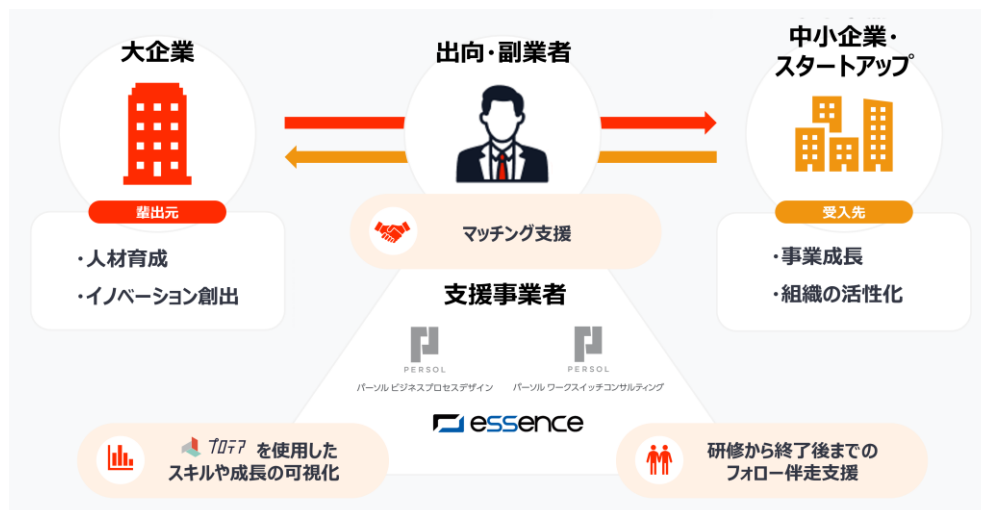 大企業
出向・副業者
中小企業・
スタートアップ
輩出元
・人材育成
・イノベーション創出
マッチング支援
受入先
・事業成長
・組織の活性化
支援事業者
PERSOL
パーソル ビジネスプロセスデザイン
PERSOL
パーソル ワークスイッチコンサルティング
essence
プロテア を使用した
スキルや成長の可視化
研修から終了後までの
フォロー伴走支援